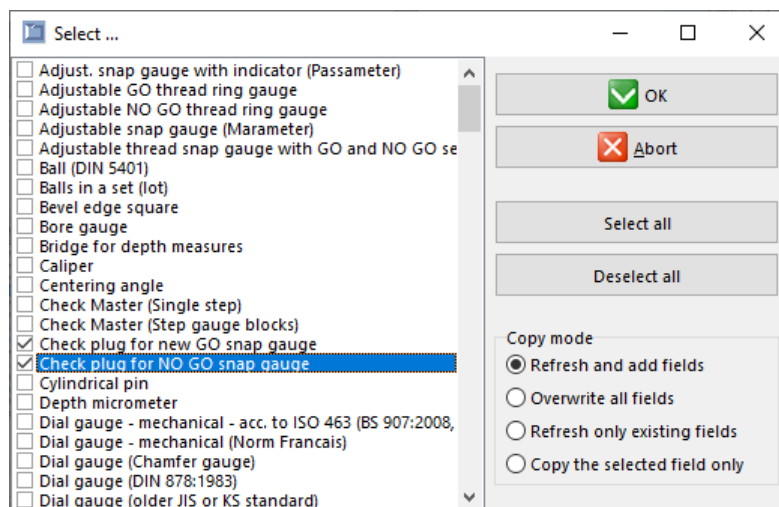 Select ...
Adjust. snap gauge with indicator (Passameter)
Adjustable GO thread ring gauge
Adjustable NO GO thread ring gauge
Adjustable snap gauge (Marameter)
Adjustable thread snap gauge with GO and NO GO se
Ball (DIN 5401)
Balls in a set (lot)
Bevel edge square
Bore gauge
Bridge for depth measures
Caliper
Centering angle
Check Master (Single step)
Check Master (Step gauge blocks)
Check plug for new GO snap gauge
Check plug for NO GO snap gauge
Cylindrical pin
Depth micrometer
Dial gauge - mechanical - acc. to ISO 463 (BS 907:2008,
Dial gauge - mechanical (Norm Francais)
Dial gauge (Chamfer gauge)
Dial gauge (DIN 878:1983)
Dial gauge (older JIS or KS standard)
OK
Abort
Select all
Deselect all
Copy mode
Refresh and add fields
Overwrite all fields
Refresh only existing fields
Copy the selected field only